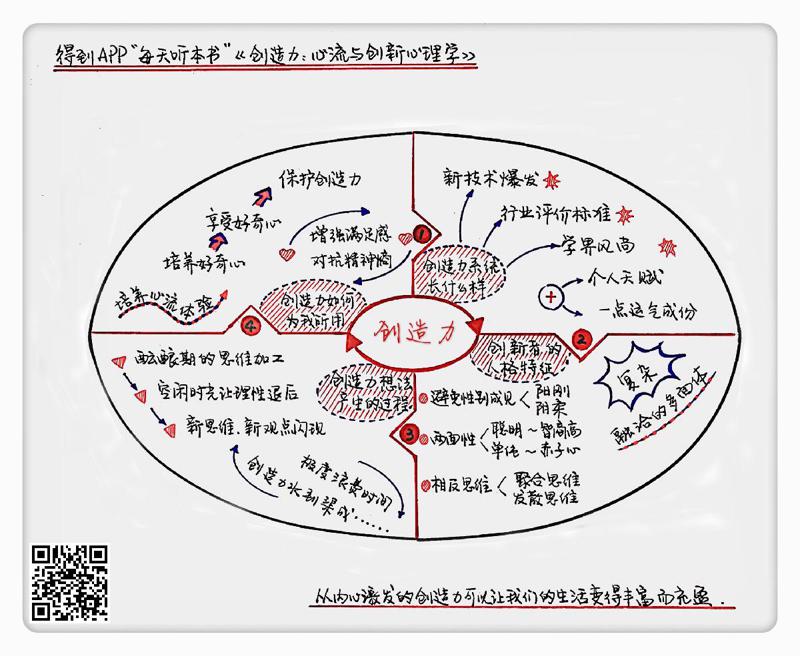 得到APP“每天听本书”《创造力：心流与创新心理学》
创造力
①
创造力系统
长什么样
新技术爆发
行业评价标准
学界风尚
+
个人天赋
一点运气成份
②
创新者的
人格特征
复杂
融洽的多面体
避免性别成见
阳刚
阴柔
两面性
聪明～智商高
单纯～赤子心
相反思维
聚合思维
发散思维
③
创造力想法
产生的过程
酝酿期的思维加工
空闲时光让理性退后
新思维、新观点闪现
极度浪费时间
创造力水到渠成……
④
创造力如何
为我所用
培养心流体验
培养好奇心
享受好奇心
保护创造力
增强满足感
对抗精神熵
从内心激发的创造力可以让我们的生活变得丰富而充盈.